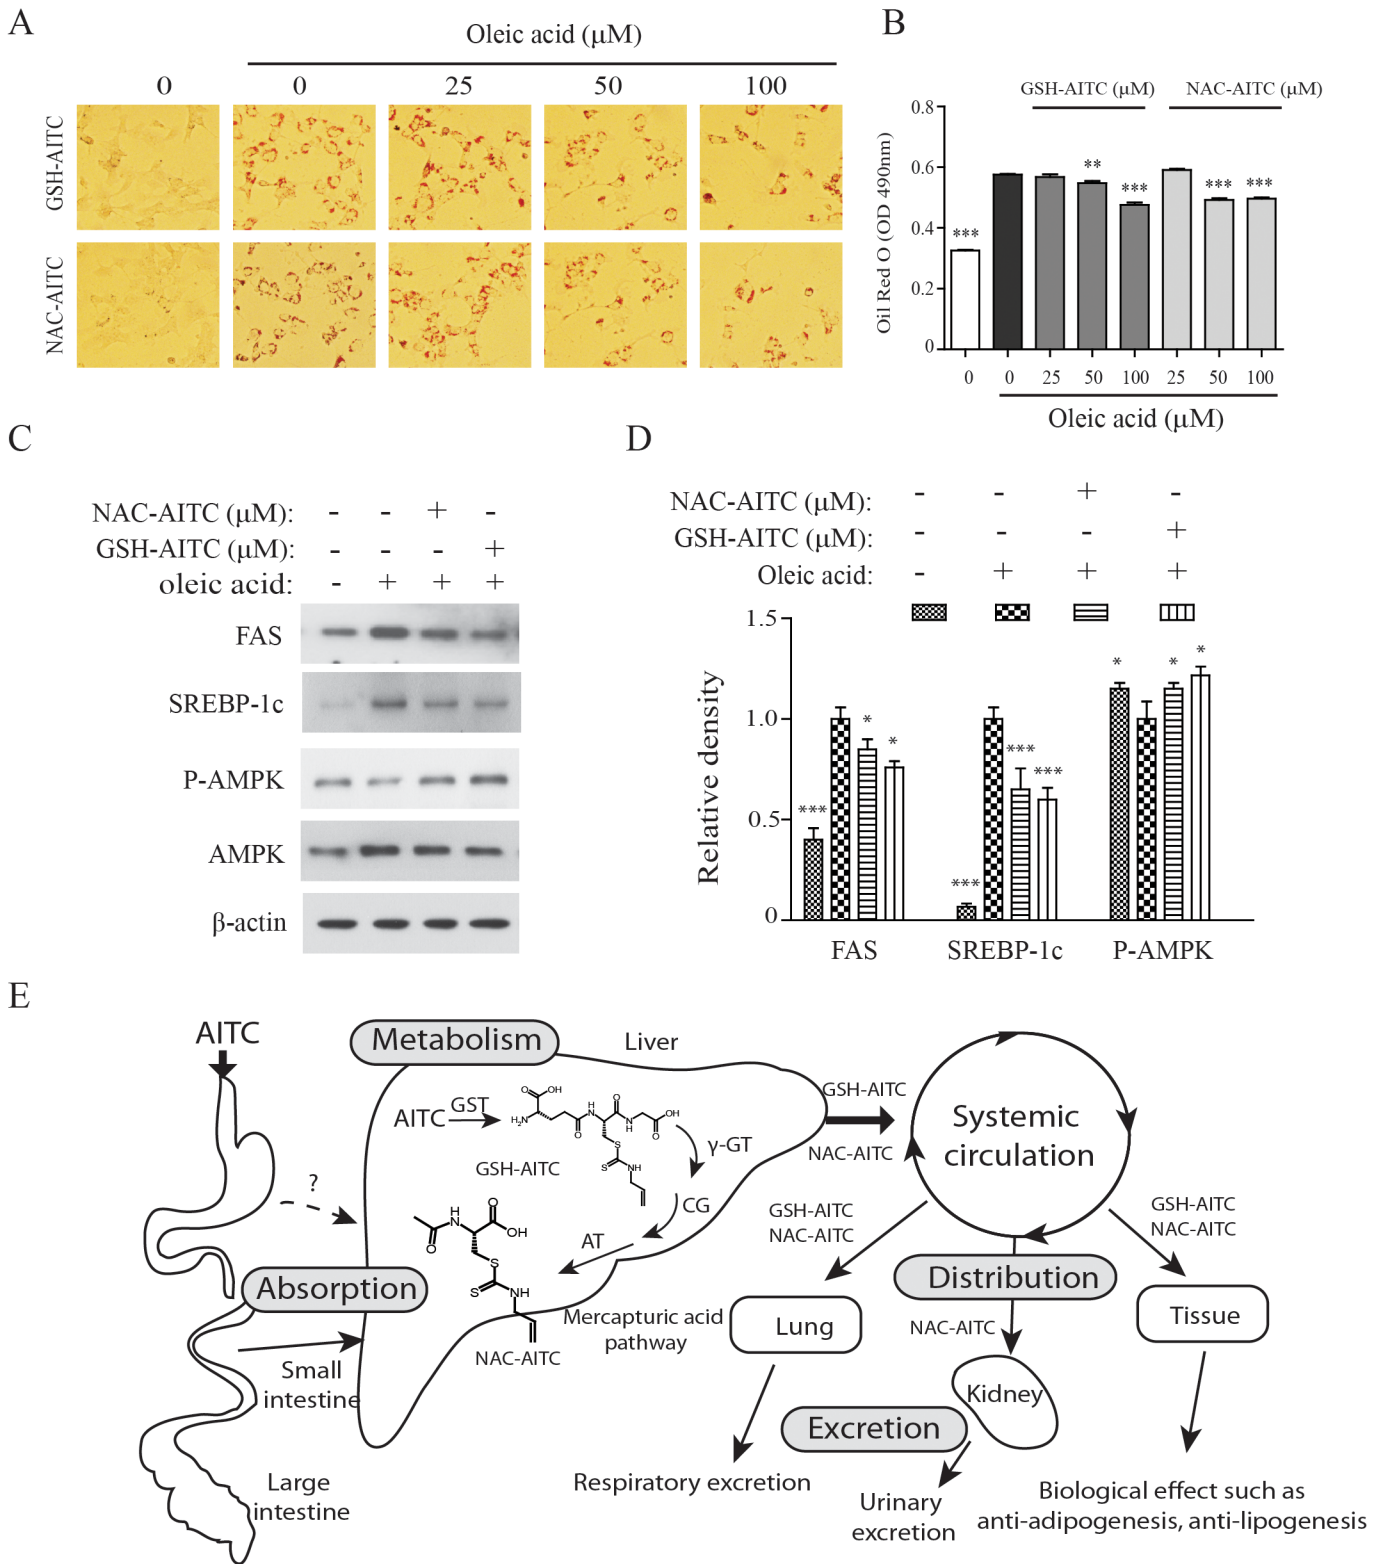 A
Oleic acid (μM)
0 0 25 50 100
GSH-AITC
NAC-AITC
B
GSH-AITC (μM) NAC-AITC (μM)
Oil Red O (OD 490nm)
0.8
0.6
0.4
0.2
0
***
**
***
***
***
0 0 25 50 100 25 50 100
Oleic acid (μM)
C
NAC-AITC (μM): - - + -
GSH-AITC (μM): - - - +
oleic acid: - + + +
FAS
SREBP-1c
P-AMPK
AMPK
β-actin
D
NAC-AITC (μM): - - + -
GSH-AITC (μM): - - - +
Oleic acid: - + + +
Relative density
1.5
1.0
0.5
0
*** * *
*** *** ***
* * *
FAS SREBP-1c P-AMPK
E
AITC
Metabolism
Liver
AITC
GST
O OH
H₂N
O
H
N
O
N
H
O
OH
O
S
S
NH
GSH-AITC
γ-GT
CG
AT
H
N
O
O
OH
S
S
NH
NAC-AITC
Mercapturic acid
pathway
?
Absorption
Small
intestine
Large
intestine
GSH-AITC
NAC-AITC
Systemic
circulation
GSH-AITC
NAC-AITC
GSH-AITC
NAC-AITC
Distribution
NAC-AITC
Lung
Tissue
Kidney
Excretion
Respiratory excretion
Urinary
excretion
Biological effect such as
anti-adipogenesis, anti-lipogenesis